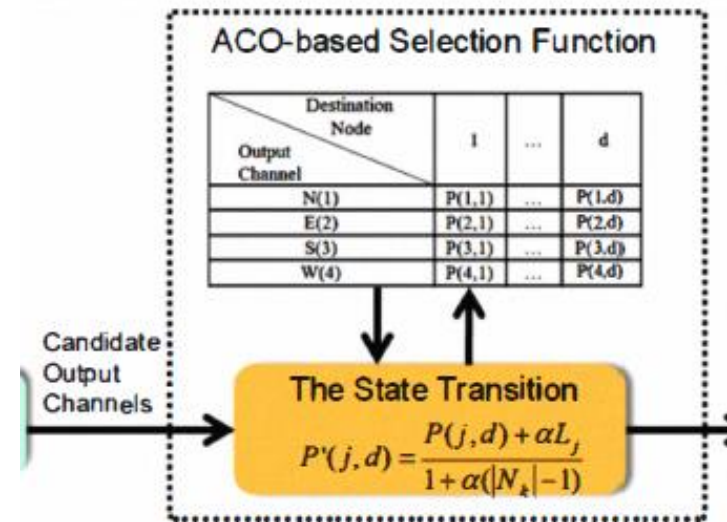 ACO-based Selection Function
Destination
Node
Output
Channel
1 ... d
N(1) P(1,1) ... P(1,d)
E(2) P(2,1) ... P(2,d)
S(3) P(3,1) ... P(3,d)
W(4) P(4,1) ... P(4,d)
Candidate
Output
Channels
The State Transition
P'(j,d) = (P(j,d) + αL_j) / (1 + α(|N_k| − 1))